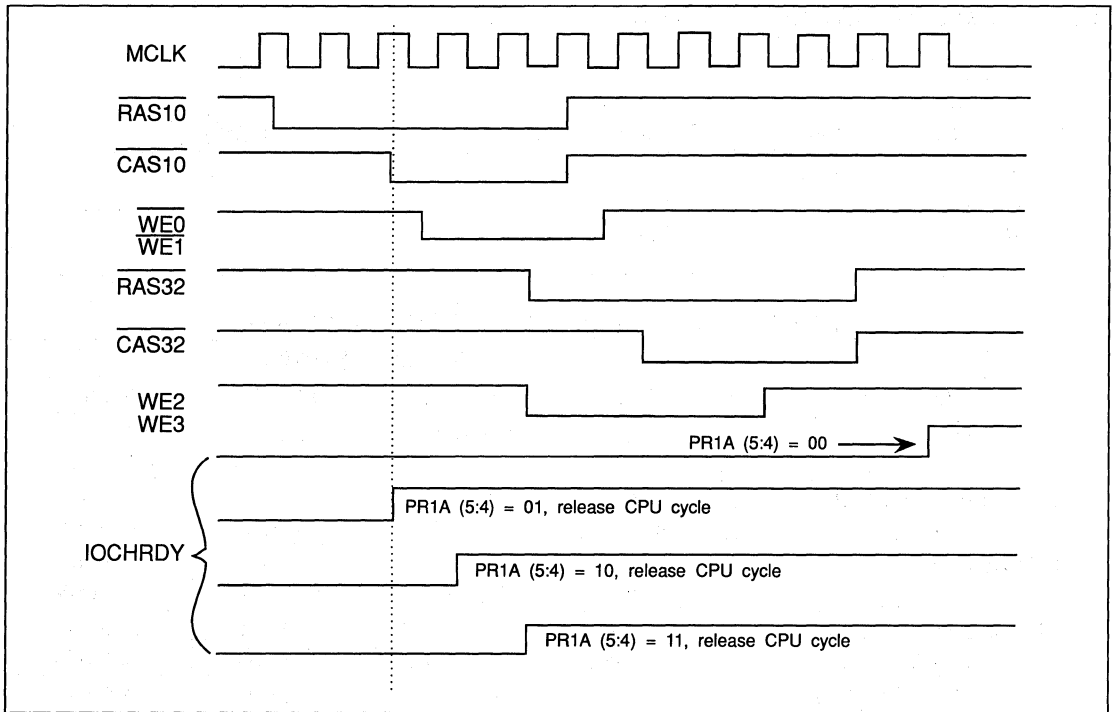 MCLK
RAS10
CAS10
WE0
WE1
RAS32
CAS32
WE2
WE3
PR1A (5:4) = 00
PR1A (5:4) = 01, release CPU cycle
IOCHRDY
PR1A (5:4) = 10, release CPU cycle
PR1A (5:4) = 11, release CPU cycle